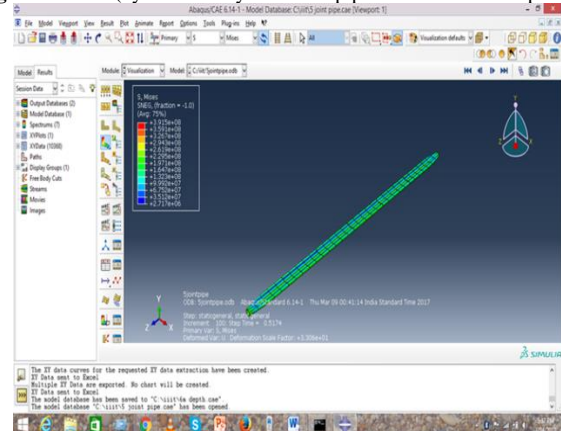 Abaqus/CAE 6.14-1 - Model Database: C:\iiit\5 joint pipe.cae [Viewport: 1]
File Model Viewport View Result Plot Animate Report Options Tools Plug-ins Help
Primary S Mises All Visualization defaults
Model Results Module: Visualization Model: C:/iiit/5jointpipe.odb
Session Data
Output Databases (2)
Model Database (1)
Spectrums (7)
XYPlots (1)
XYData (10360)
Paths
Display Groups (1)
Free Body Cuts
Streams
Movies
Images
S, Mises
SNEG, (fraction = -1.0)
(Avg: 75%)
+3.915e+08
+3.591e+08
+3.267e+08
+2.943e+08
+2.619e+08
+2.295e+08
+1.971e+08
+1.647e+08
+1.323e+08
+9.992e+07
+6.752e+07
+3.512e+07
+2.717e+06
Y
Z X
5jointpipe
ODB: 5jointpipe.odb Abaqus/Standard 6.14-1 Thu Mar 09 00:41:14 India Standard Time 2017
Step: staticgeneral, static general
Increment 100: Step Time = 0.5174
Primary Var: S, Mises
Deformed Var: U Deformation Scale Factor: +3.306e+01
SIMULIA
The XY data curves for the requested XY data extraction have been created.
XY Data sent to Excel
Multiple XY Data are exported. No chart will be created.
XY Data sent to Excel
The model database has been saved to "C:\iiit\6m depth.cae".
The model database "C:\iiit\5 joint pipe.cae" has been opened.